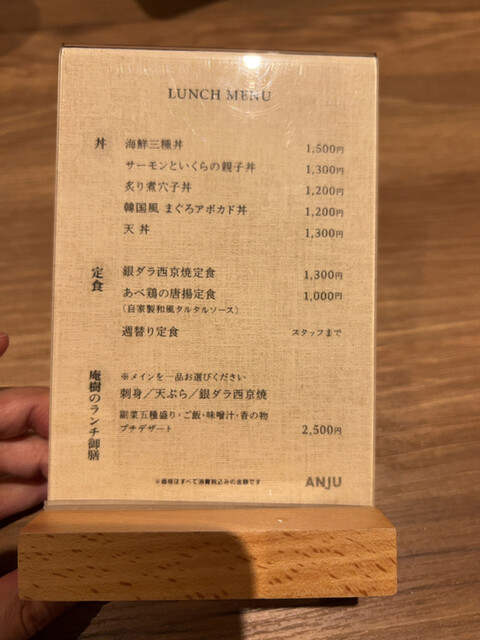 LUNCH MENU
丼
海鮮三種丼 1,500円
サーモンといくらの親子丼 1,300円
炙り煮穴子丼 1,200円
韓国風 まぐろアボカド丼 1,200円
天 丼 1,300円
定食
銀ダラ西京焼定食 1,300円
あべ鶏の唐揚定食 1,000円
（自家製和風タルタルソース）
週替り定食 スタッフまで
庵樹のランチ御膳
※メインを一品お選びください
刺身／天ぷら／銀ダラ西京焼
副菜五種盛り・ご飯・味噌汁・香の物
プチデザート 2,500円
※価格はすべて消費税込みの金額です
ANJU